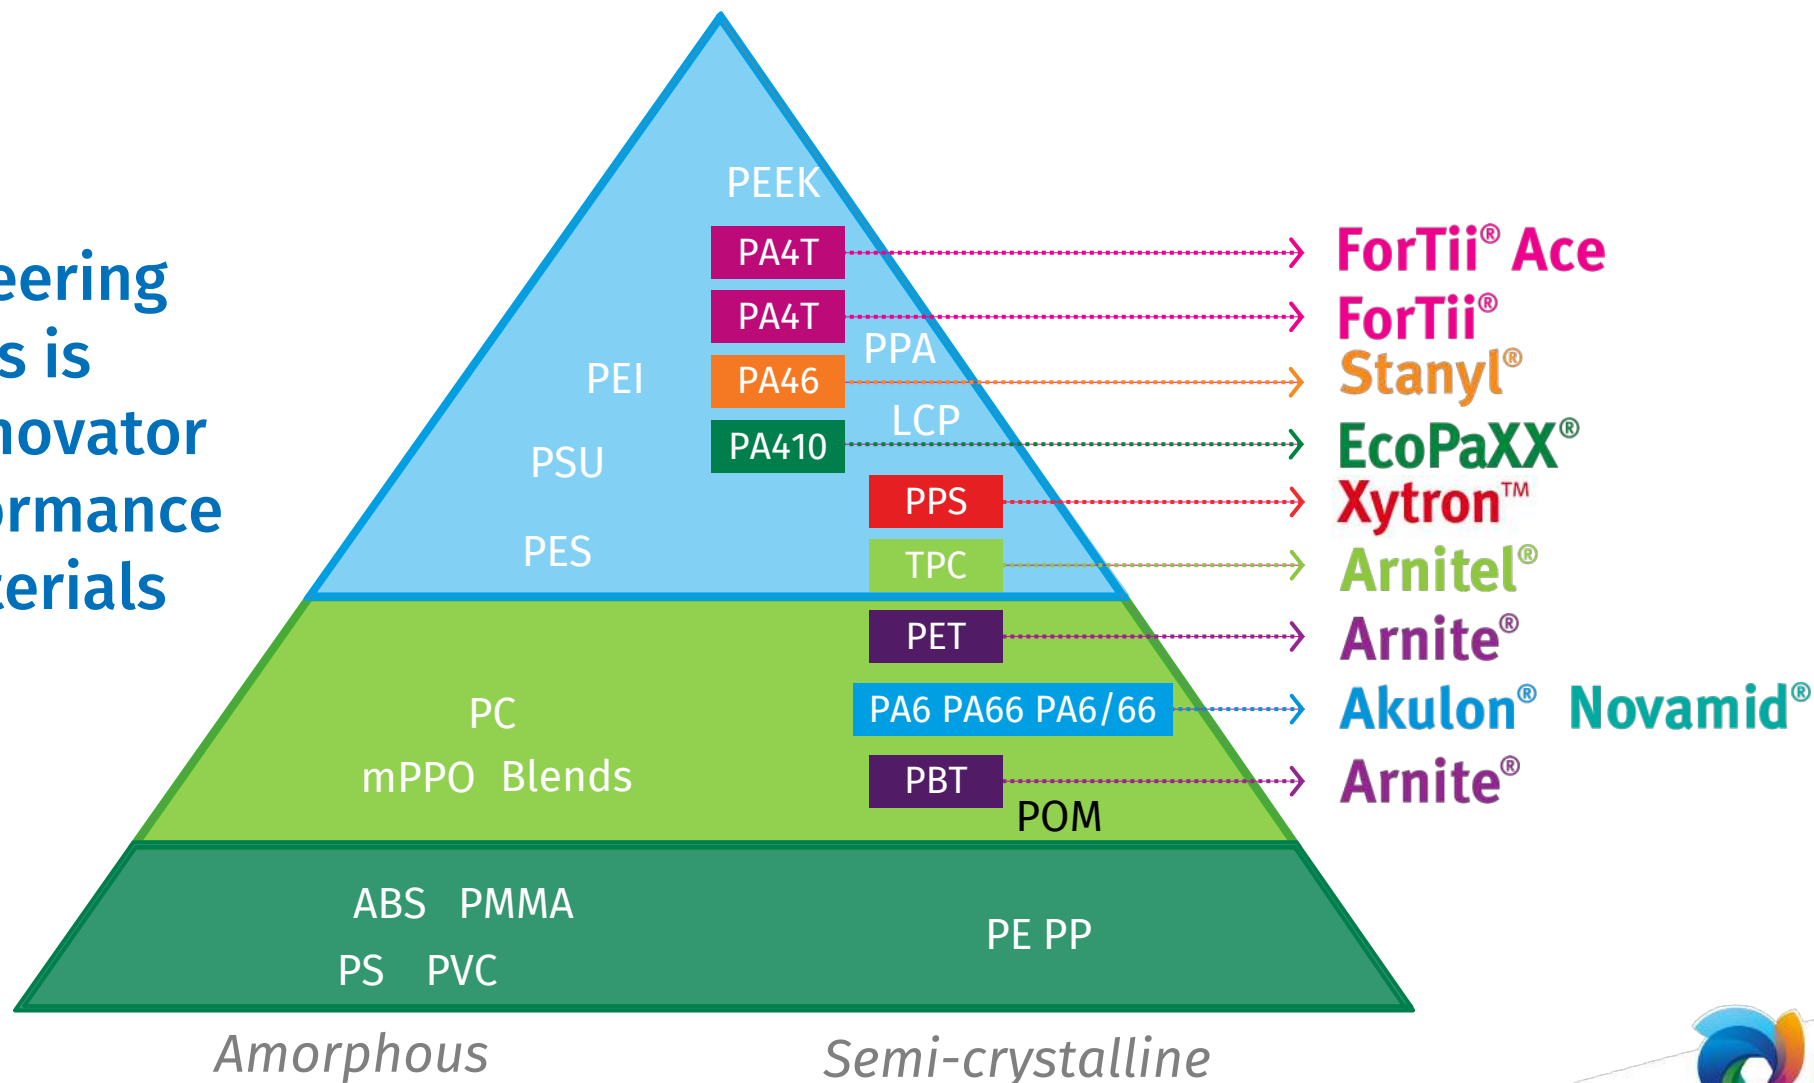 eering
s is
novator
ormance
terials
PEEK
PA4T
ForTii® Ace
PA4T
ForTii®
PPA
PEI
PA46
Stanyl®
LCP
PSU
PA410
EcoPaXX®
PPS
Xytron™
PES
TPC
Arnitel®
PET
Arnite®
PC
PA6 PA66 PA6/66
Akulon® Novamid®
mPPO Blends
PBT
Arnite®
POM
ABS PMMA
PE PP
PS PVC
Amorphous
Semi-crystalline